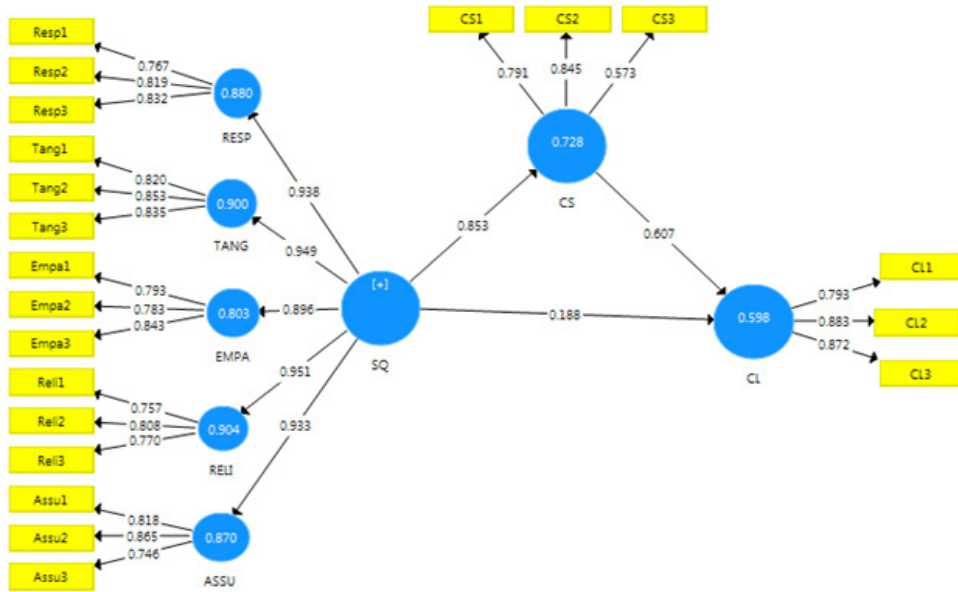 CS1 CS2 CS3
Resp1
Resp2
Resp3
0.767
0.819
0.832
0.880
RESP
0.791 0.845 0.573
0.728
CS
Tang1
Tang2
Tang3
0.820
0.853
0.835
0.900
TANG
0.938
0.949
0.853
0.607
Empa1
Empa2
Empa3
0.793
0.783
0.843
0.803
EMPA
0.896
[+]
SQ
0.188
0.598
CL
0.793
0.883
0.872
CL1
CL2
CL3
Reli1
Reli2
Reli3
0.757
0.808
0.770
0.904
RELI
0.951
0.933
Assu1
Assu2
Assu3
0.818
0.865
0.746
0.870
ASSU